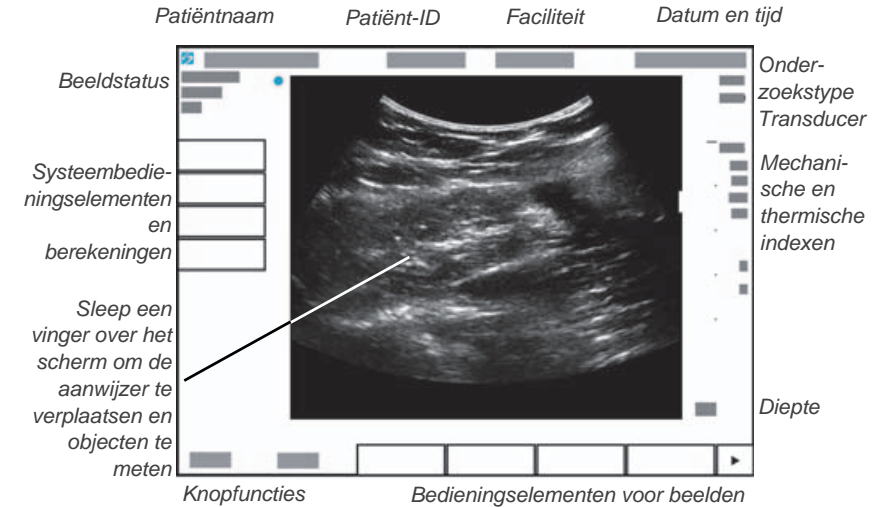 Patiëntnaam
Patiënt-ID
Faciliteit
Datum en tijd
Beeldstatus
Onder-
zoekstype
Transducer
Systeembedie-
ningselementen
en
berekeningen
Mechani-
sche en
thermische
indexen
Sleep een
vinger over het
scherm om de
aanwijzer te
verplaatsen en
objecten te
meten
Diepte
Knopfuncties
Bedieningselementen voor beelden